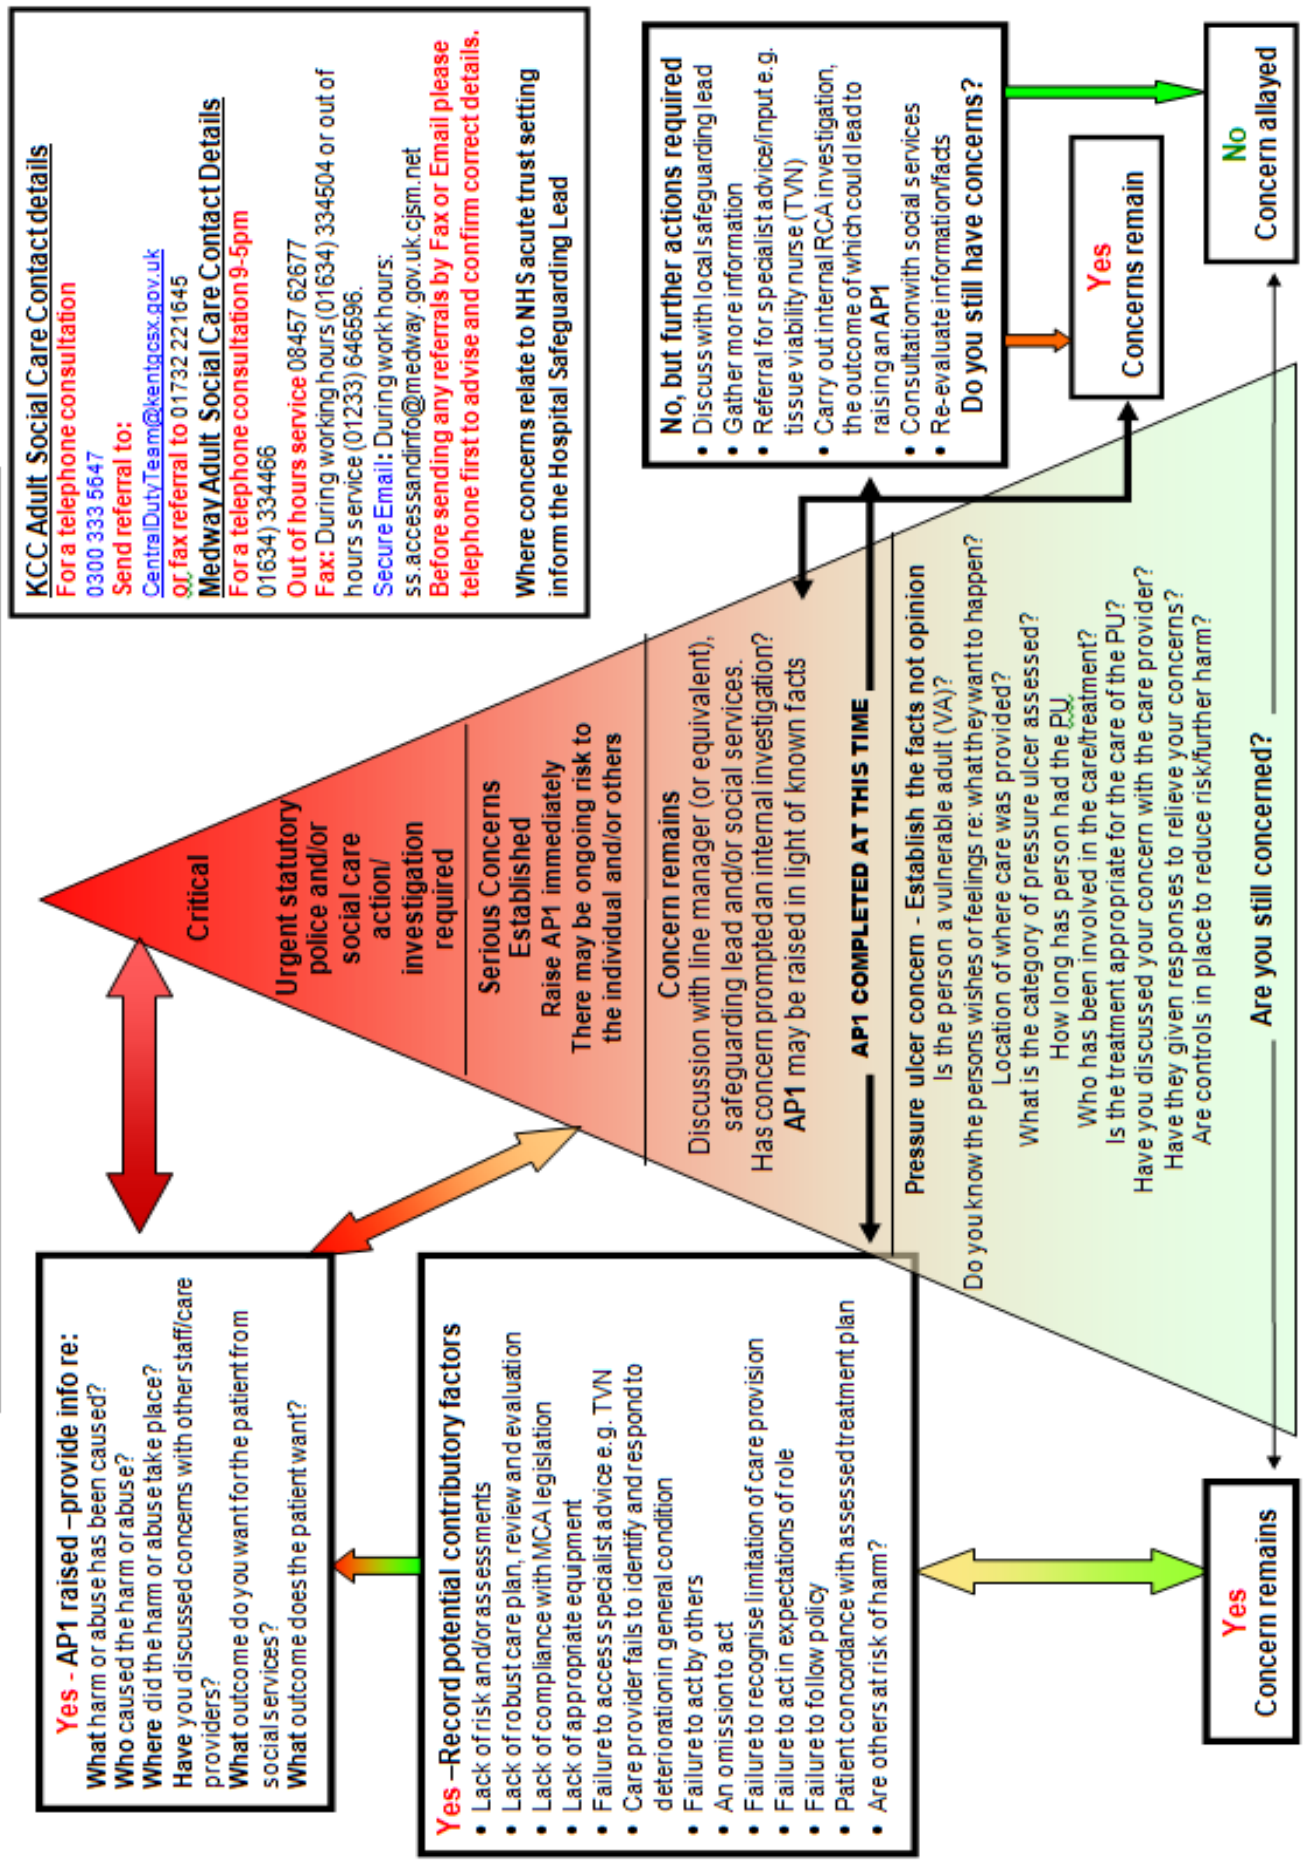 Yes - AP1 raised –provide info re:
What harm or abuse has been caused?
Who caused the harm or abuse?
Where did the harm or abuse take place?
Have you discussed concerns with other staff/care
providers?
What outcome do you want for the patient from
social services?
What outcome does the patient want?
Yes –Record potential contributory factors
• Lack of risk and/or assessments
• Lack of robust care plan, review and evaluation
• Lack of compliance with MCA legislation
• Lack of appropriate equipment
• Failure to access specialist advice e.g. TVN
• Care provider fails to identify and respond to
deterioration in general condition
• Failure to act by others
• An omission to act
• Failure to recognise limitation of care provision
• Failure to act in expectations of role
• Failure to follow policy
• Patient concordance with assessed treatment plan
• Are others at risk of harm?
Yes
Concern remains
Critical
Urgent statutory
police and/or
social care
action/
investigation
required
Serious Concerns
Established
Raise AP1 immediately
There may be ongoing risk to
the individual and/or others
Concern remains
Discussion with line manager (or equivalent),
safeguarding lead and/or social services.
Has concern prompted an internal investigation?
AP1 may be raised in light of known facts
AP1 COMPLETED AT THIS TIME
Pressure ulcer concern - Establish the facts not opinion
Is the person a vulnerable adult (VA)?
Do you know the persons wishes or feelings re: what they want to happen?
Location of where care was provided?
What is the category of pressure ulcer assessed?
How long has person had the PU
Who has been involved in the care/treatment?
Is the treatment appropriate for the care of the PU?
Have you discussed your concern with the care provider?
Have they given responses to relieve your concerns?
Are controls in place to reduce risk/further harm?
Are you still concerned?
KCC Adult Social Care Contact details
For a telephone consultation
0300 333 5647
Send referral to:
CentralDutyTeam@kentgcsx.gov.uk
or fax referral to 01732 221645
Medway Adult Social Care Contact Details
For a telephone consultation 9-5pm
01634) 334466
Out of hours service 08457 62677
Fax: During working hours (01634) 334504 or out of
hours service (01233) 646596.
Secure Email: During work hours:
ss.accessandinfo@medway.gov.uk.cjsm.net
Before sending any referrals by Fax or Email please
telephone first to advise and confirm correct details.
Where concerns relate to NHS acute trust setting
inform the Hospital Safeguarding Lead
No, but further actions required
• Discuss with local safeguarding lead
• Gather more information
• Referral for specialist advice/input e.g.
tissue viability nurse (TVN)
• Carry out internal RCA investigation,
the outcome of which could lead to
raising an AP1
• Consultation with social services
• Re-evaluate information/facts
Do you still have concerns?
Yes
Concerns remain
No
Concern allayed